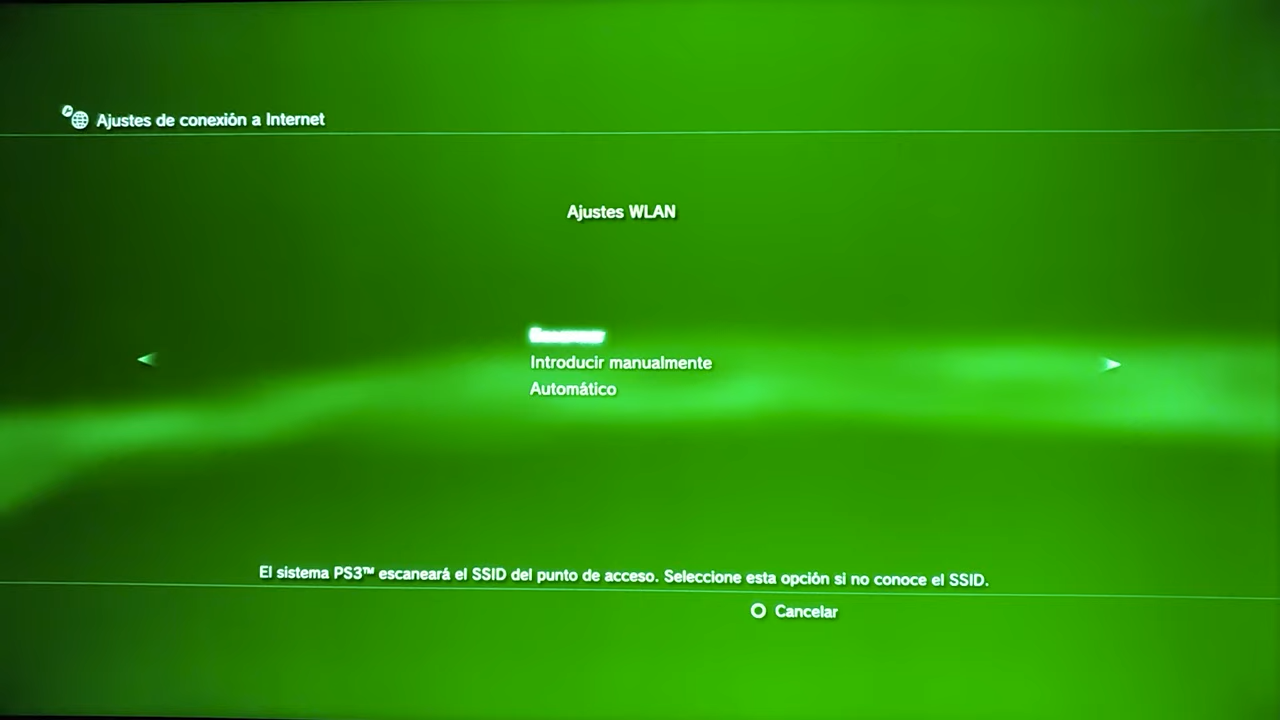 Ajustes de conexión a Internet
Ajustes WLAN
Introducir manualmente
Automático
El sistema PS3™ escaneará el SSID del punto de acceso. Seleccione esta opción si no conoce el SSID.
Cancelar